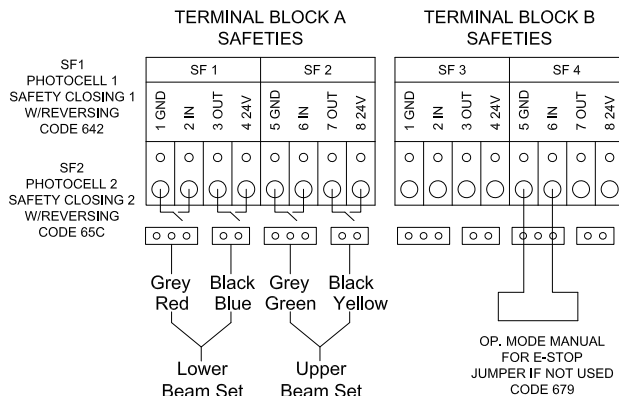 TERMINAL BLOCK A
SAFETIES
TERMINAL BLOCK B
SAFETIES
SF1
PHOTOCELL 1
SAFETY CLOSING 1
W/REVERSING
CODE 642
SF2
PHOTOCELL 2
SAFETY CLOSING 2
W/REVERSING
CODE 65C
SF 1
SF 2
SF 3
SF 4
1 GND
2 IN
3 OUT
4 24V
5 GND
6 IN
7 OUT
8 24V
1 GND
2 IN
3 OUT
4 24V
5 GND
6 IN
7 OUT
8 24V
Grey
Red
Black
Blue
Grey
Green
Black
Yellow
Lower
Beam Set
Upper
Beam Set
OP. MODE MANUAL
FOR E-STOP
JUMPER IF NOT USED
CODE 679